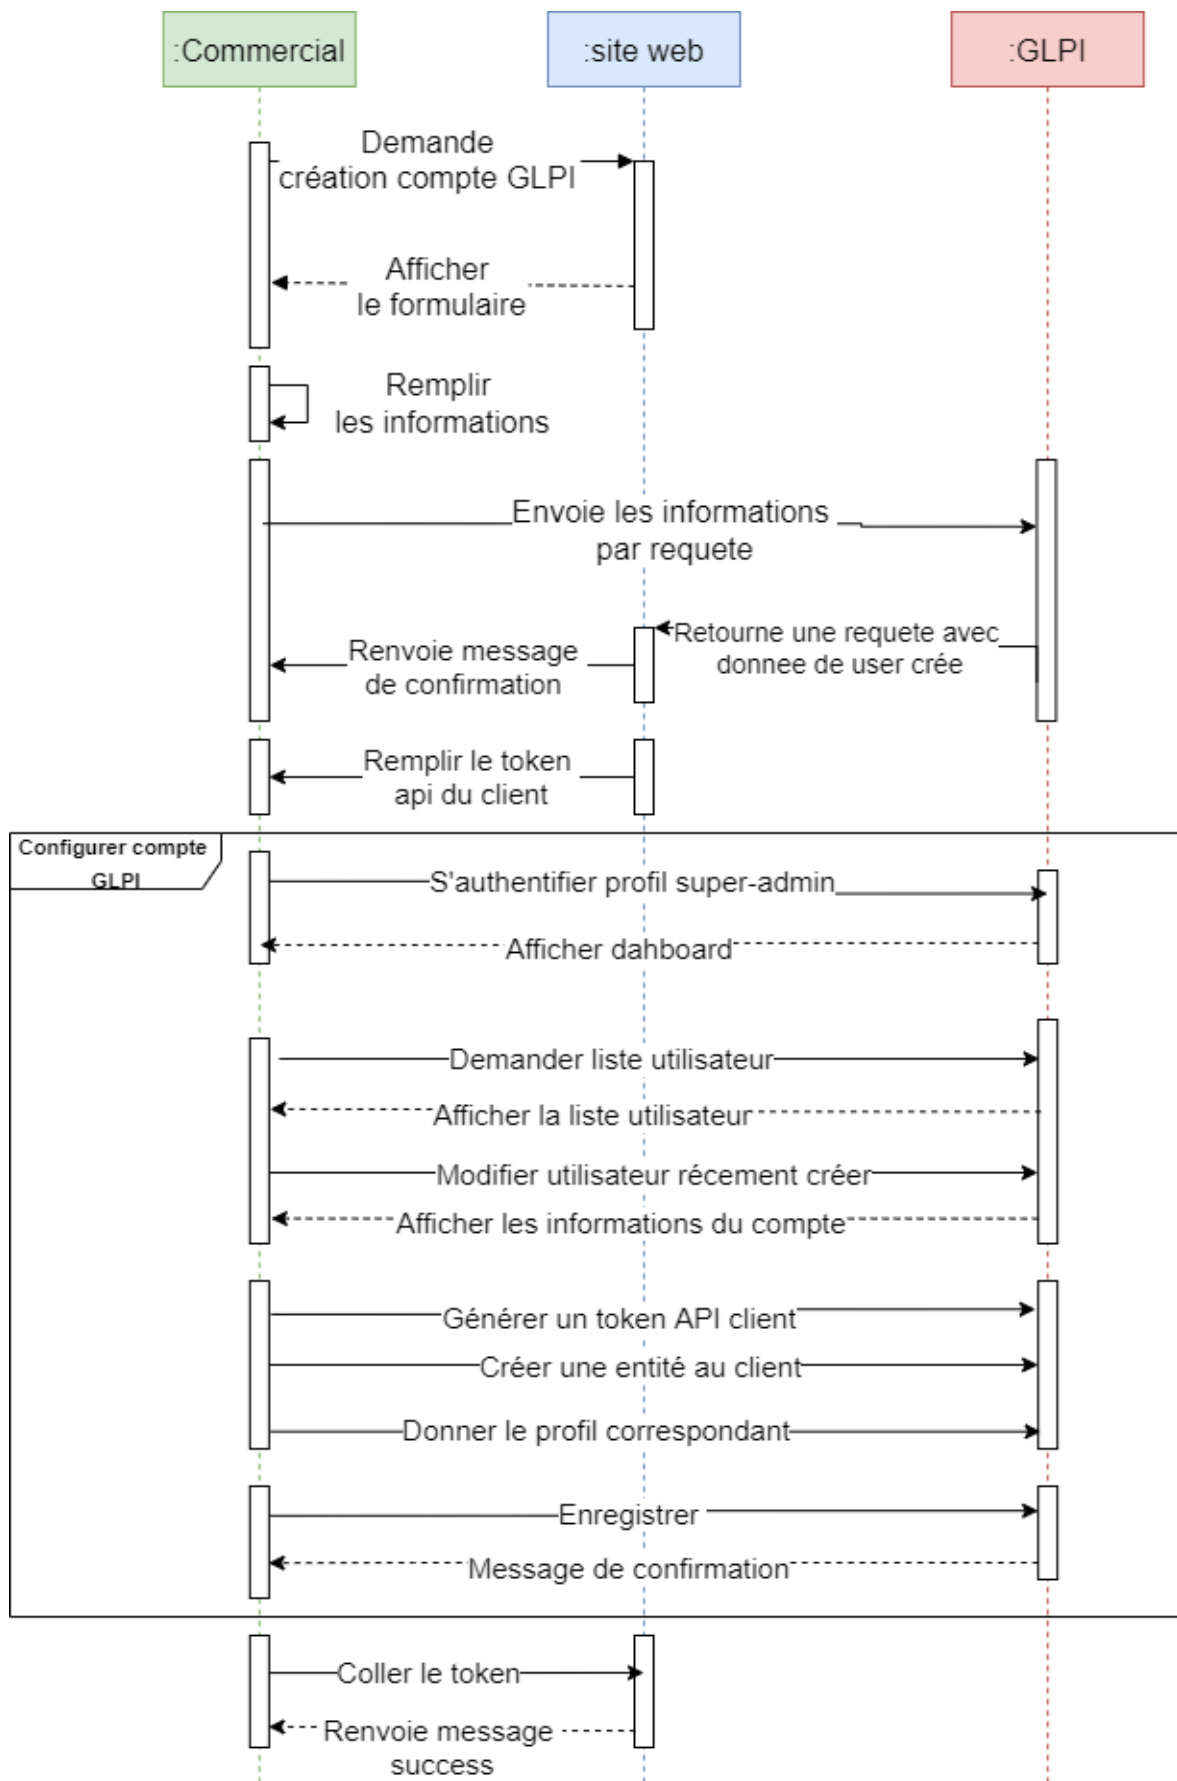 :Commercial
:site web
:GLPI
Demande
création compte GLPI
Afficher
le formulaire
Remplir
les informations
Envoie les informations
par requete
Retourne une requete avec
donnee de user crée
Renvoie message
de confirmation
Remplir le token
api du client
Configurer compte
GLPI
S'authentifier profil super-admin
Afficher dahboard
Demander liste utilisateur
Afficher la liste utilisateur
Modifier utilisateur récement créer
Afficher les informations du compte
Générer un token API client
Créer une entité au client
Donner le profil correspondant
Enregistrer
Message de confirmation
Coller le token
Renvoie message
success